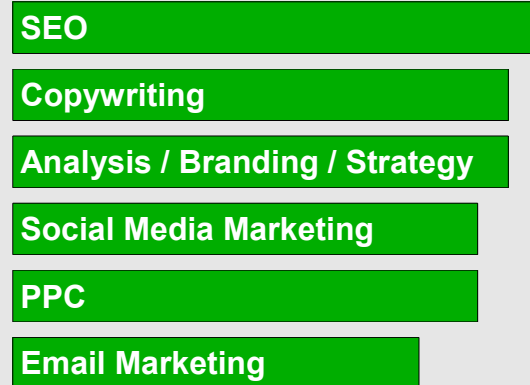 SEO
Copywriting
Analysis / Branding / Strategy
Social Media Marketing
PPC
Email Marketing